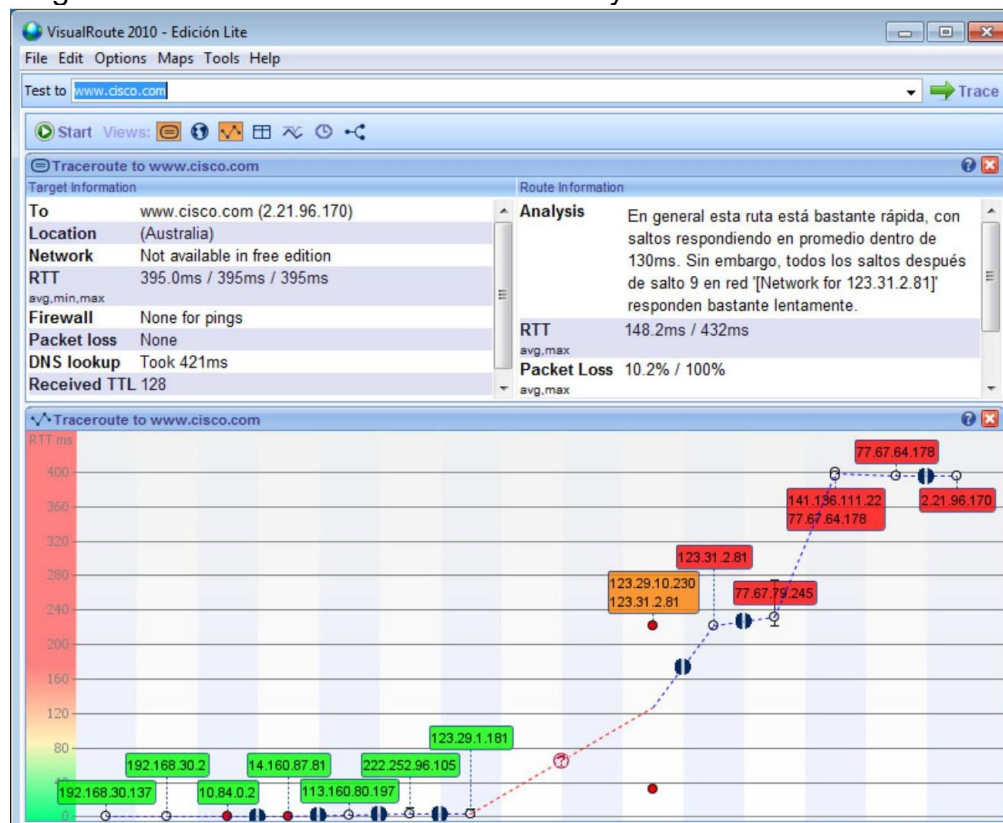 VisualRoute 2010 - Edición Lite
File Edit Options Maps Tools Help
Test to www.cisco.com Trace
Start Views:
Traceroute to www.cisco.com
Target Information
To www.cisco.com (2.21.96.170)
Location (Australia)
Network Not available in free edition
RTT 395.0ms / 395ms / 395ms
avg,min,max
Firewall None for pings
Packet loss None
DNS lookup Took 421ms
Received TTL 128
Route Information
Analysis En general esta ruta está bastante rápida, con
saltos respondiendo en promedio dentro de
130ms. Sin embargo, todos los saltos después
de salto 9 en red '[Network for 123.31.2.81]'
responden bastante lentamente.
RTT 148.2ms / 432ms
avg,max
Packet Loss 10.2% / 100%
avg,max
Traceroute to www.cisco.com
RTT ms
77.67.64.178
400
141.136.111.22
77.67.64.178
2.21.96.170
360
320
123.31.2.81
280
123.29.10.230
123.31.2.81
77.67.79.245
240
200
160
120
123.29.1.181
80
192.168.30.2
14.160.87.81
222.252.96.105
40
192.168.30.137
10.84.0.2
113.160.80.197
0